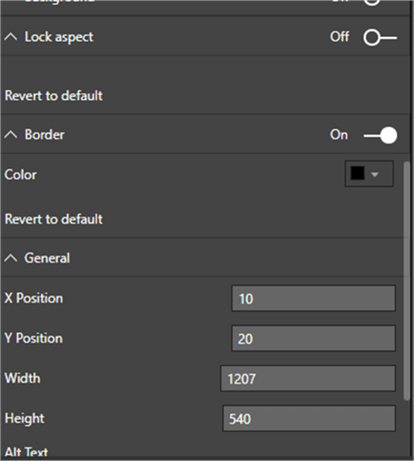 Lock aspect Off
Revert to default
Border On
Color
Revert to default
General
X Position 10
Y Position 20
Width 1207
Height 540
Alt Text